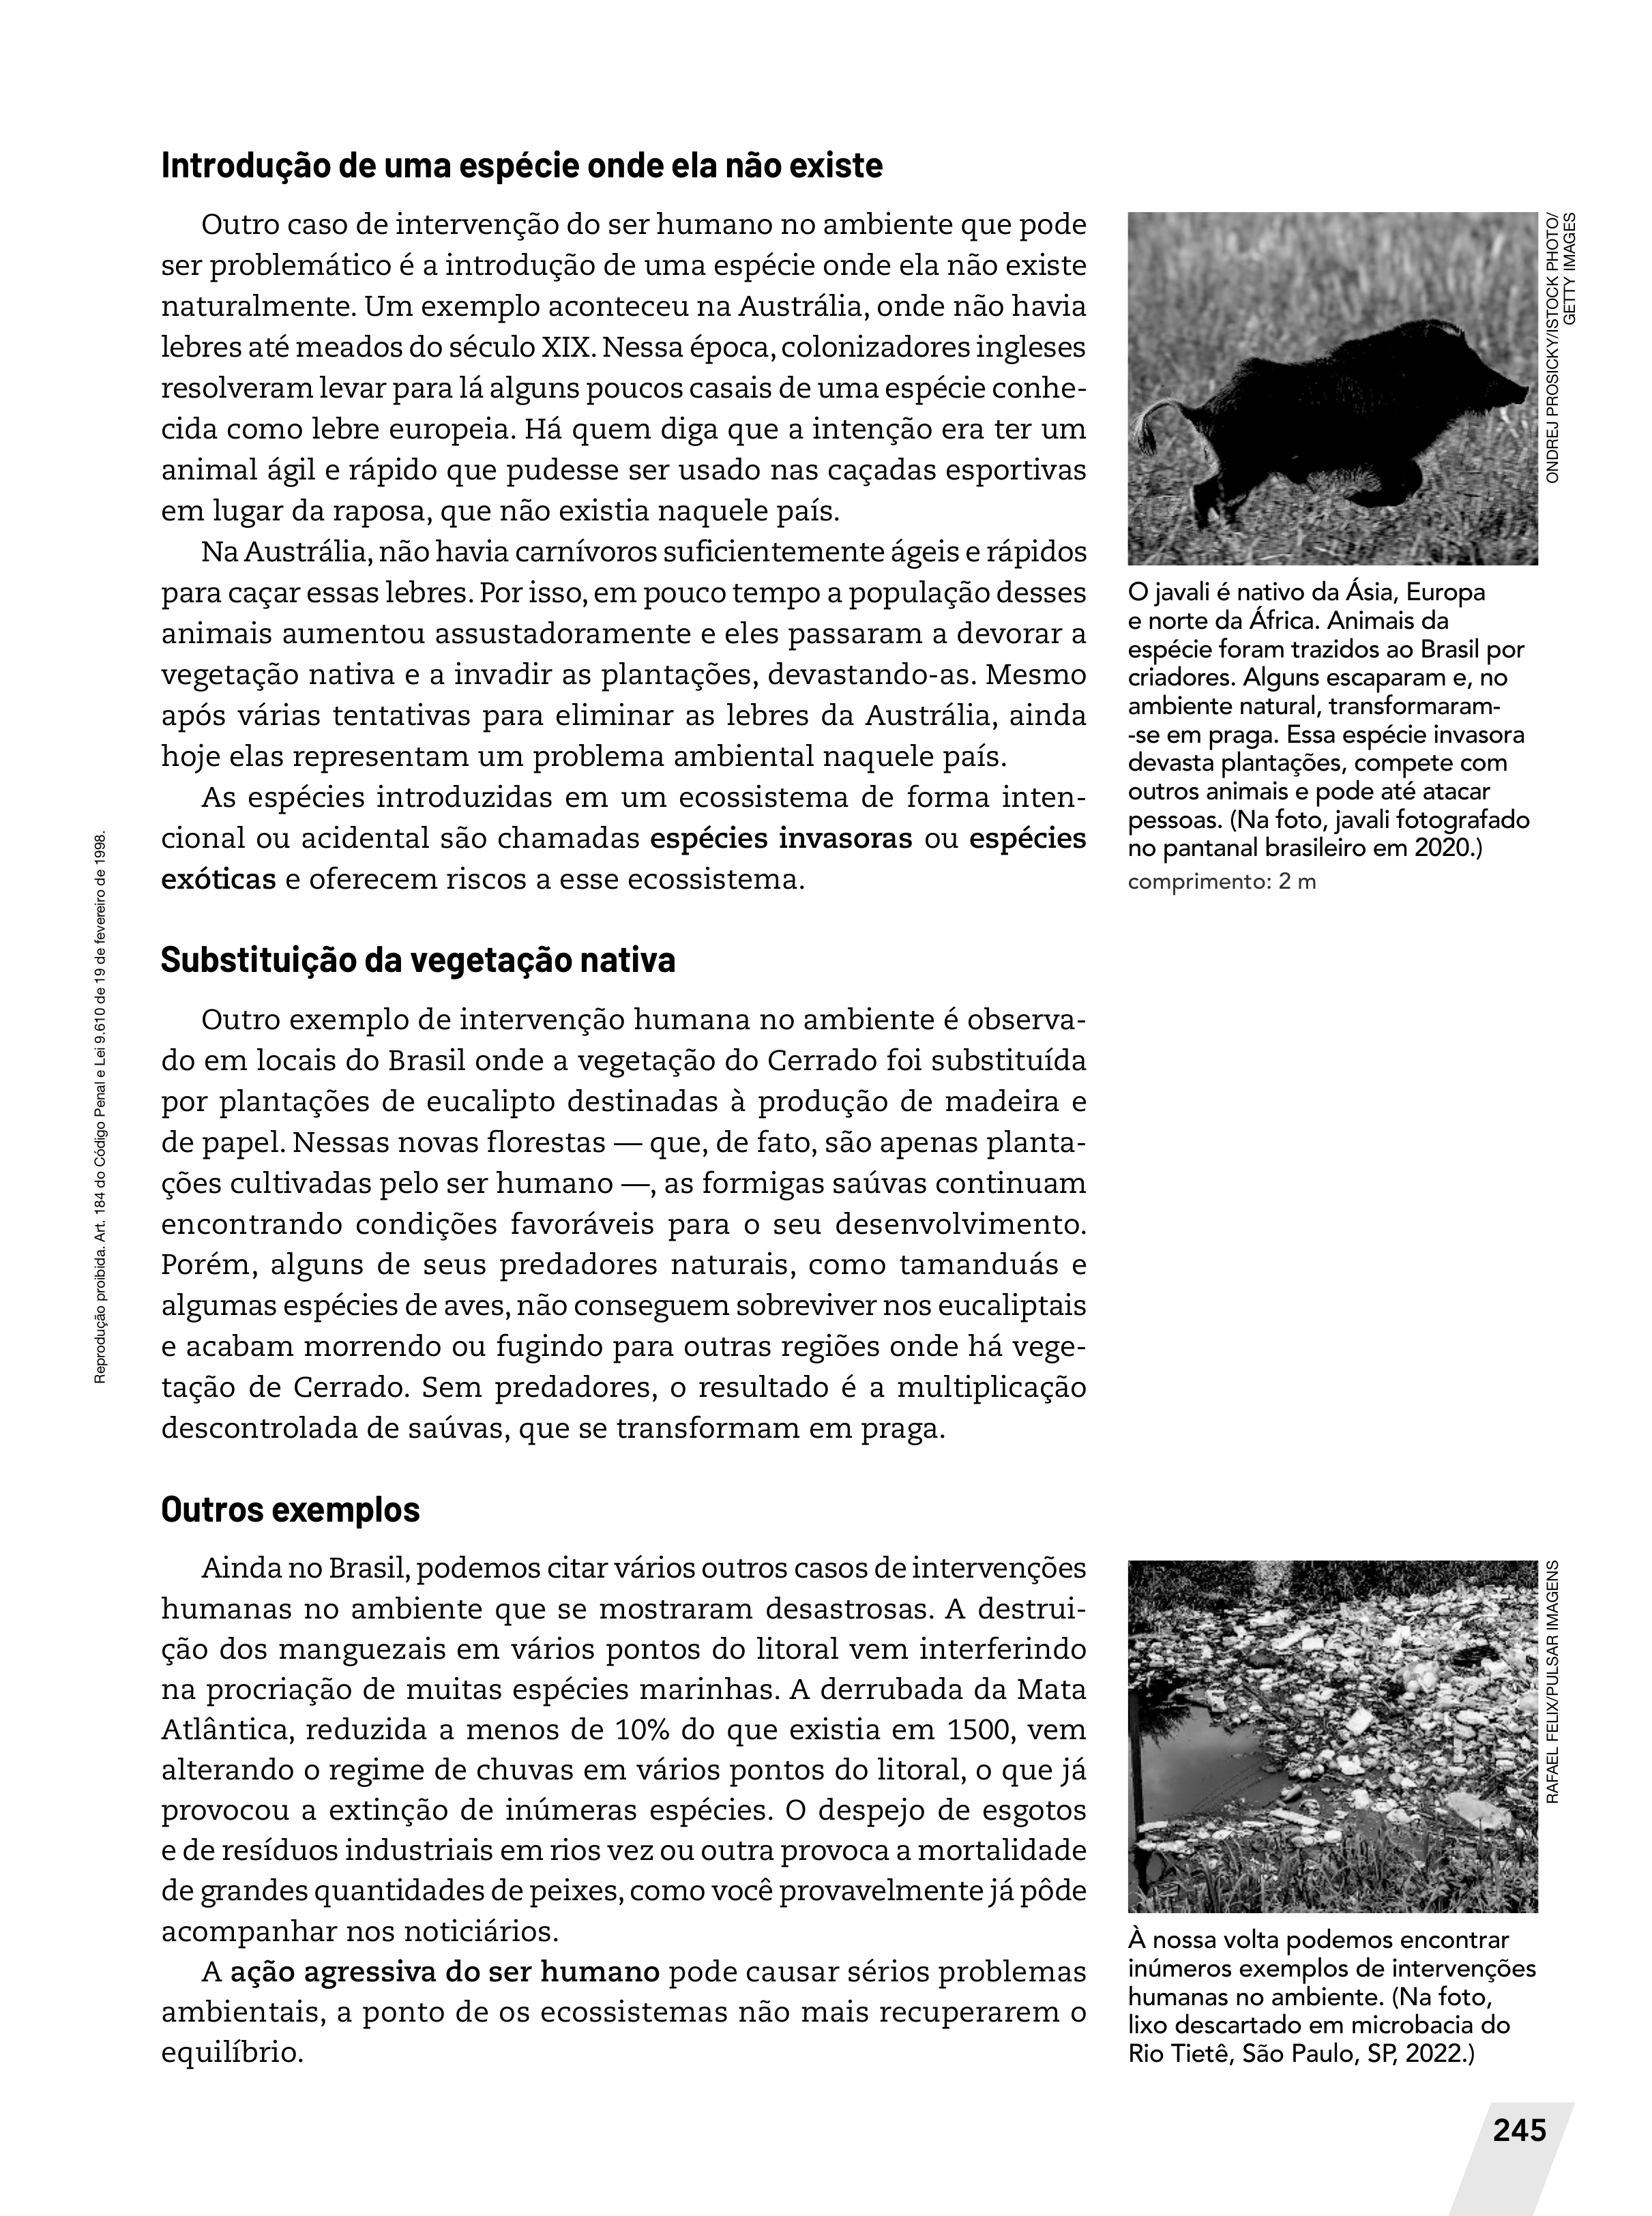 Introdução de uma espécie onde ela não existe
Outro caso de intervenção do ser humano no ambiente que pode
ser problemático é a introdução de uma espécie onde ela não existe
naturalmente. Um exemplo aconteceu na Austrália, onde não havia
lebres até meados do século XIX. Nessa época, colonizadores ingleses
resolveram levar para lá alguns poucos casais de uma espécie conhe-
cida como lebre europeia. Há quem diga que a intenção era ter um
animal ágil e rápido que pudesse ser usado nas caçadas esportivas
em lugar da raposa, que não existia naquele país.
Na Austrália, não havia carnívoros suficientemente ágeis e rápidos
para caçar essas lebres. Por isso, em pouco tempo a população desses
animais aumentou assustadoramente e eles passaram a devorar a
vegetação nativa e a invadir as plantações, devastando-as. Mesmo
após várias tentativas para eliminar as lebres da Austrália, ainda
hoje elas representam um problema ambiental naquele país.
As espécies introduzidas em um ecossistema de forma inten-
cional ou acidental são chamadas espécies invasoras ou espécies
exóticas e oferecem riscos a esse ecossistema.
ONDREJ PROSICKY/ISTOCK PHOTO/
GETTY IMAGES
O javali é nativo da Ásia, Europa
e norte da África. Animais da
espécie foram trazidos ao Brasil por
criadores. Alguns escaparam e, no
ambiente natural, transformaram-
-se em praga. Essa espécie invasora
devasta plantações, compete com
outros animais e pode até atacar
pessoas. (Na foto, javali fotografado
no pantanal brasileiro em 2020.)
comprimento: 2 m
Substituição da vegetação nativa
Outro exemplo de intervenção humana no ambiente é observa-
do em locais do Brasil onde a vegetação do Cerrado foi substituída
por plantações de eucalipto destinadas à produção de madeira e
de papel. Nessas novas florestas — que, de fato, são apenas planta-
ções cultivadas pelo ser humano —, as formigas saúvas continuam
encontrando condições favoráveis para o seu desenvolvimento.
Porém, alguns de seus predadores naturais, como tamanduás e
algumas espécies de aves, não conseguem sobreviver nos eucaliptais
e acabam morrendo ou fugindo para outras regiões onde há vege-
tação de Cerrado. Sem predadores, o resultado é a multiplicação
descontrolada de saúvas, que se transformam em praga.
Outros exemplos
Ainda no Brasil, podemos citar vários outros casos de intervenções
humanas no ambiente que se mostraram desastrosas. A destrui-
ção dos manguezais em vários pontos do litoral vem interferindo
na procriação de muitas espécies marinhas. A derrubada da Mata
Atlântica, reduzida a menos de 10% do que existia em 1500, vem
alterando o regime de chuvas em vários pontos do litoral, o que já
provocou a extinção de inúmeras espécies. O despejo de esgotos
e de resíduos industriais em rios vez ou outra provoca a mortalidade
de grandes quantidades de peixes, como você provavelmente já pôde
acompanhar nos noticiários.
A ação agressiva do ser humano pode causar sérios problemas
ambientais, a ponto de os ecossistemas não mais recuperarem o
equilíbrio.
RAFAEL FELIX/PULSAR IMAGENS
À nossa volta podemos encontrar
inúmeros exemplos de intervenções
humanas no ambiente. (Na foto,
lixo descartado em microbacia do
Rio Tietê, São Paulo, SP, 2022.)
Reprodução proibida. Art. 184 do Código Penal e Lei 9.610 de 19 de fevereiro de 1998.
245